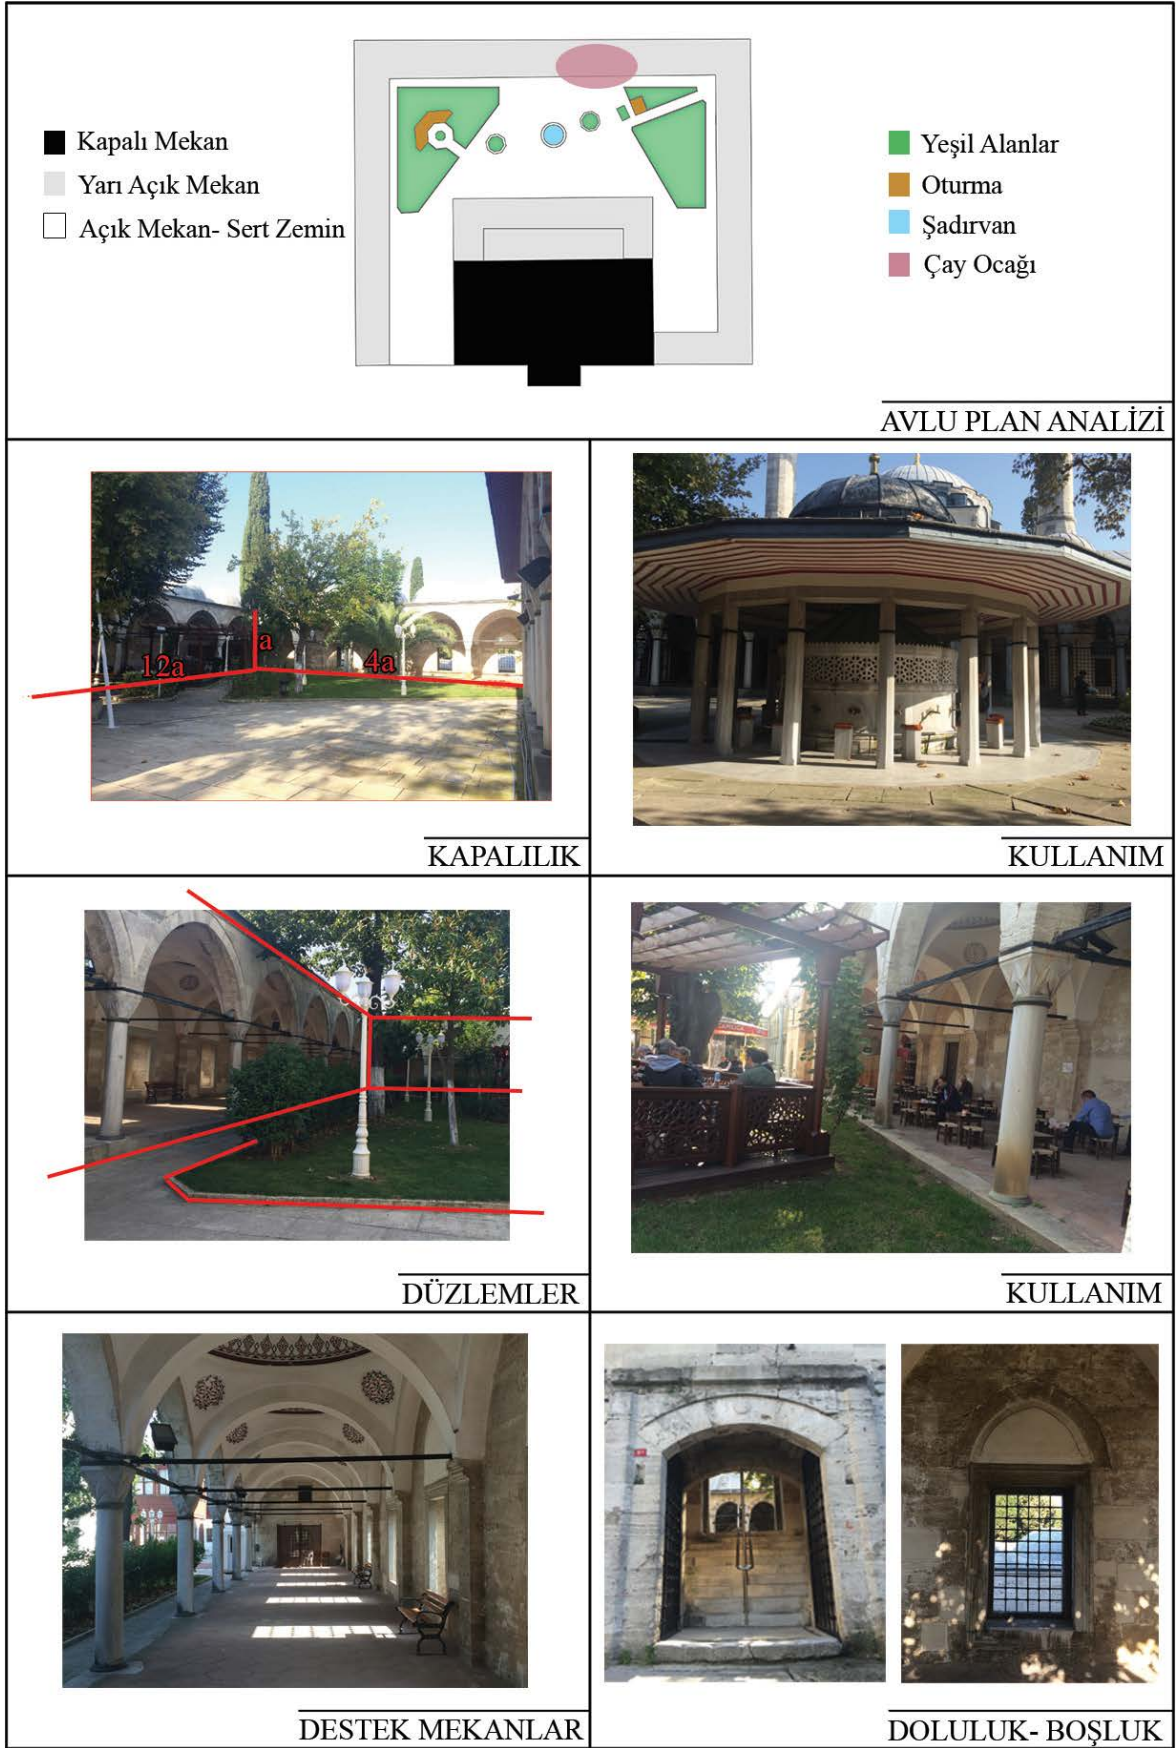 Kapalı Mekan
Yarı Açık Mekan
Açık Mekan- Sert Zemin
Yeşil Alanlar
Oturma
Şadırvan
Çay Ocağı
AVLU PLAN ANALİZİ
12a
a
4a
KAPALILIK
KULLANIM
DÜZLEMLER
KULLANIM
DESTEK MEKANLAR
DOLULUK- BOŞLUK